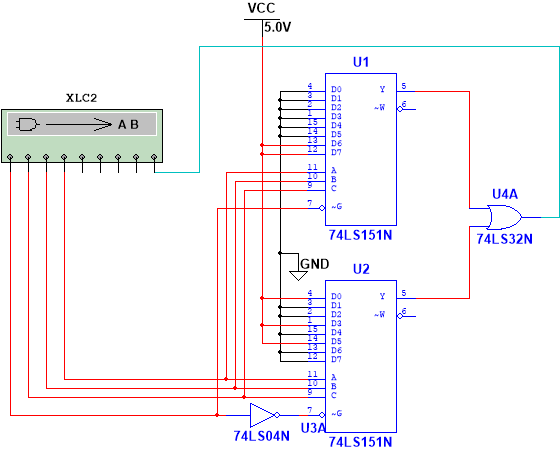 VCC
5.0V
XLC2
A B
U1
4 D0 Y 5
3 D1
2 D2 ~W 6
1 D3
15 D4
14 D5
13 D6
12 D7
11 A
10 B
9 C
7 ~G
74LS151N
U4A
74LS32N
GND
U2
4 D0 Y 5
3 D1
2 D2 ~W 6
1 D3
15 D4
14 D5
13 D6
12 D7
11 A
10 B
9 C
7 ~G
U3A
74LS04N
74LS151N